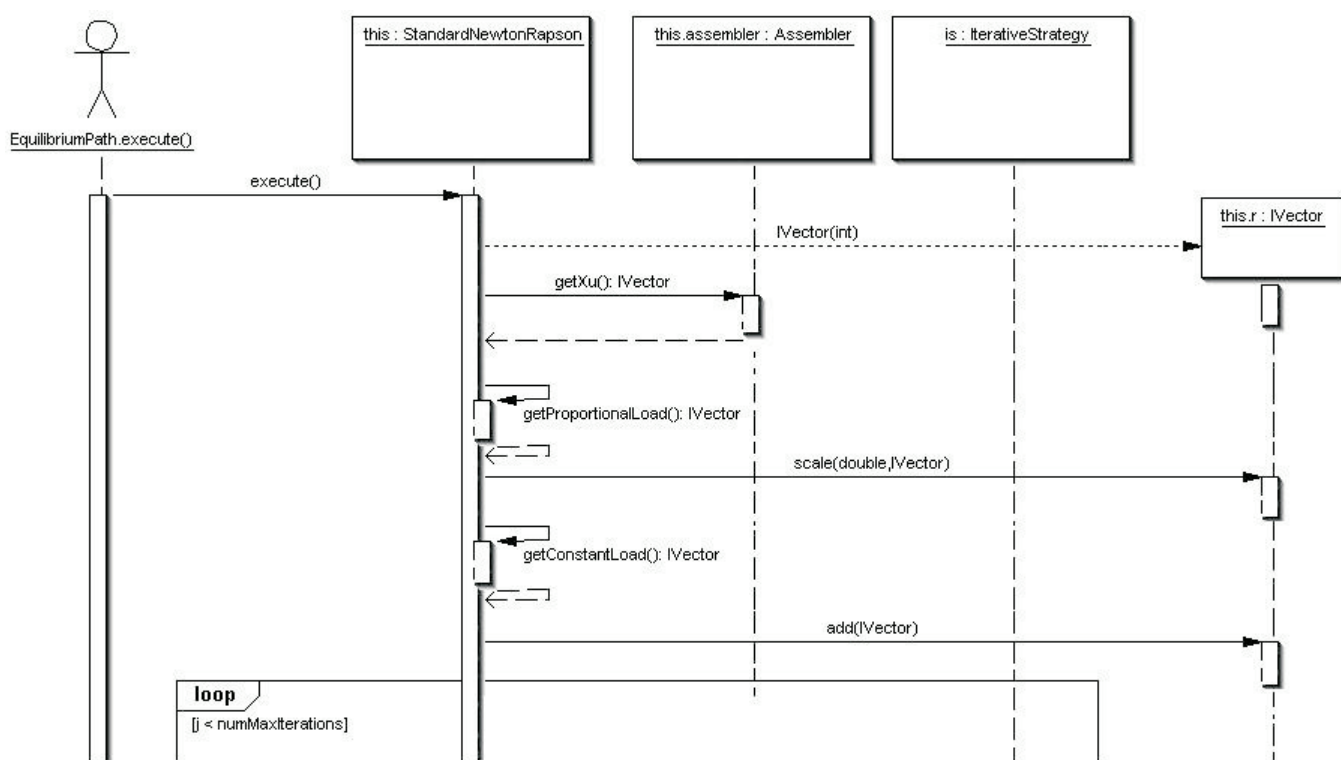 this : StandardNewtonRapson
this.assembler : Assembler
is : IterativeStrategy
EquilibriumPath.execute()
execute()
this.r : IVector
IVector(int)
getXu(): IVector
getProportionalLoad(): IVector
scale(double,IVector)
getConstantLoad(): IVector
add(IVector)
loop
[j < numMaxIterations]